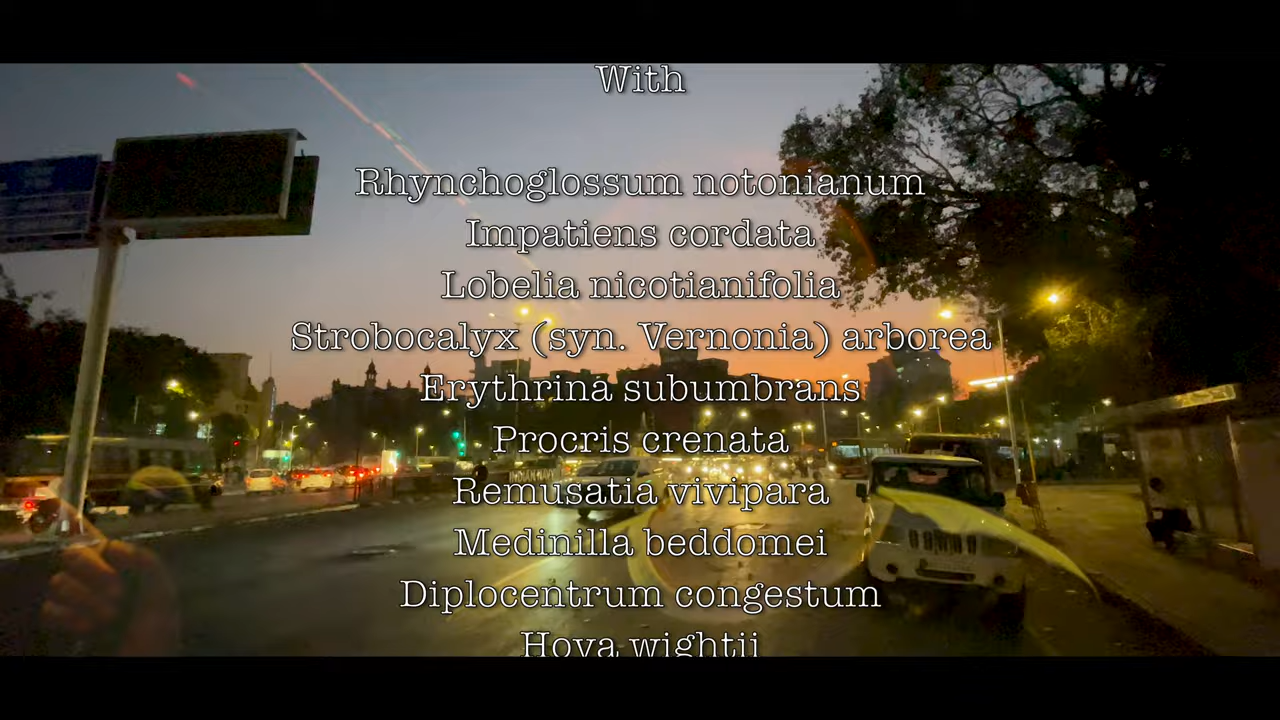 With
Rhynchoglossum notonianum
Impatiens cordata
Lobelia nicotianifolia
Strobocalyx (syn. Vernonia) arborea
Erythrina subumbrans
Procris crenata
Remusatia vivipara
Medinilla beddomei
Diplocentrum congestum
Hoya wightii